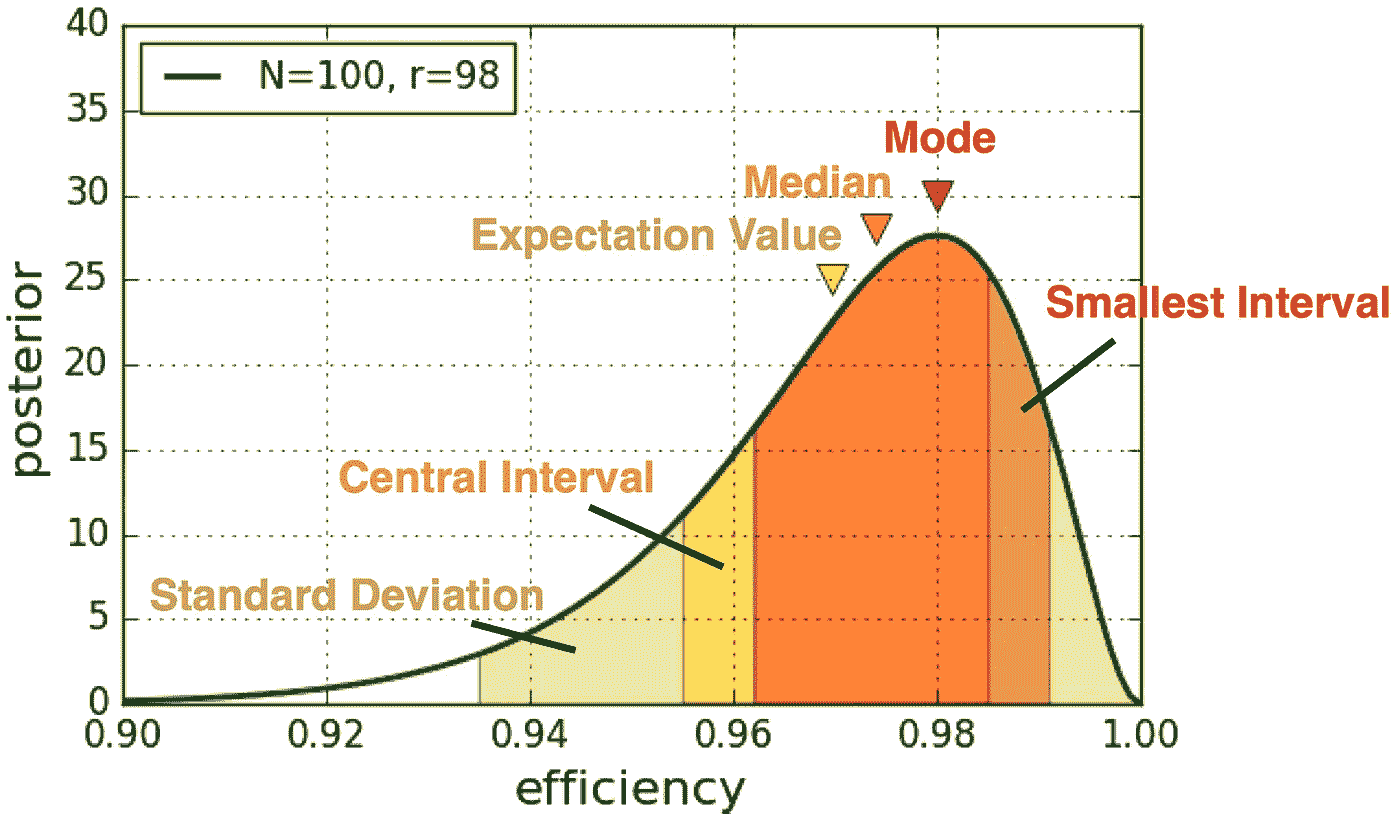 40
N=100, r=98
35
Mode
30
Median
Expectation Value
25
Smallest Interval
posterior
20
15
Central Interval
10
Standard Deviation
5
0
0.90 0.92 0.94 0.96 0.98 1.00
efficiency